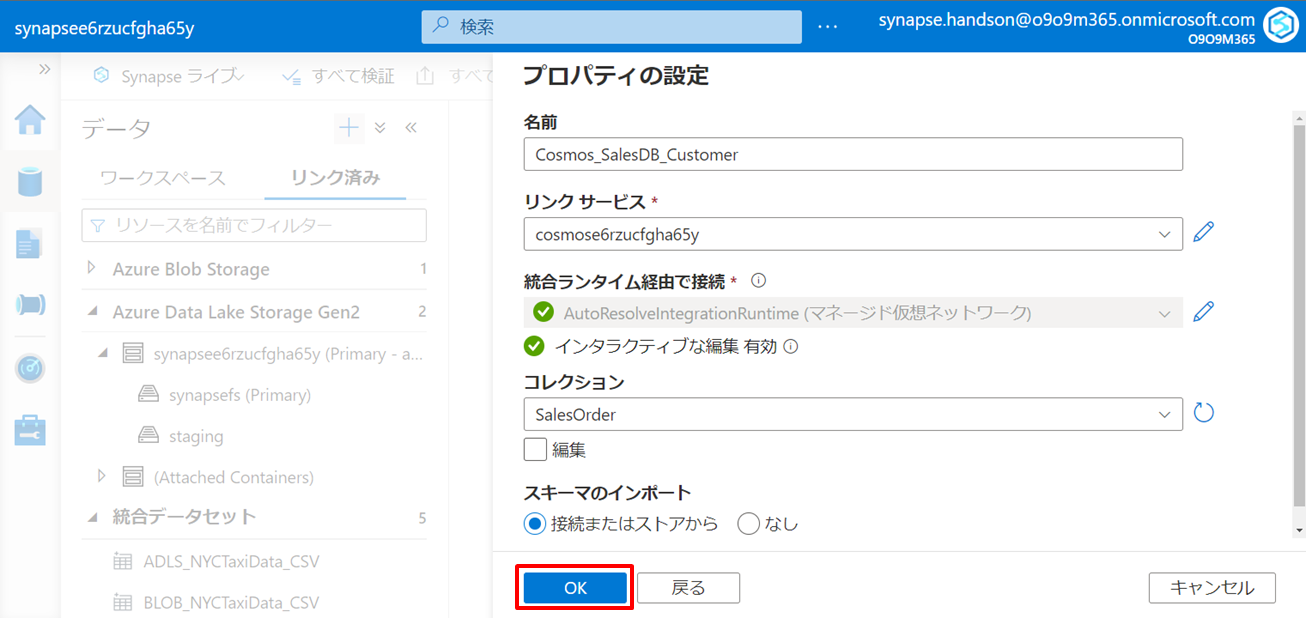 synapsee6rzucfgha65y
検索
...
synapse.handson@o9o9m365.onmicrosoft.com
O9O9M365
Synapse ライブ
すべて検証
すべて
データ
ワークスペース
リンク済み
リソースを名前でフィルター
Azure Blob Storage 1
Azure Data Lake Storage Gen2 2
synapsee6rzucfgha65y (Primary - a...
synapsefs (Primary)
staging
(Attached Containers)
統合データセット 5
ADLS_NYCTaxiData_CSV
BLOB_NYCTaxiData_CSV
プロパティの設定
名前
Cosmos_SalesDB_Customer
リンク サービス *
cosmose6rzucfgha65y
統合ランタイム経由で接続 *
AutoResolveIntegrationRuntime (マネージド仮想ネットワーク)
インタラクティブな編集 有効
コレクション
SalesOrder
編集
スキーマのインポート
接続またはストアから
なし
OK
戻る
キャンセル